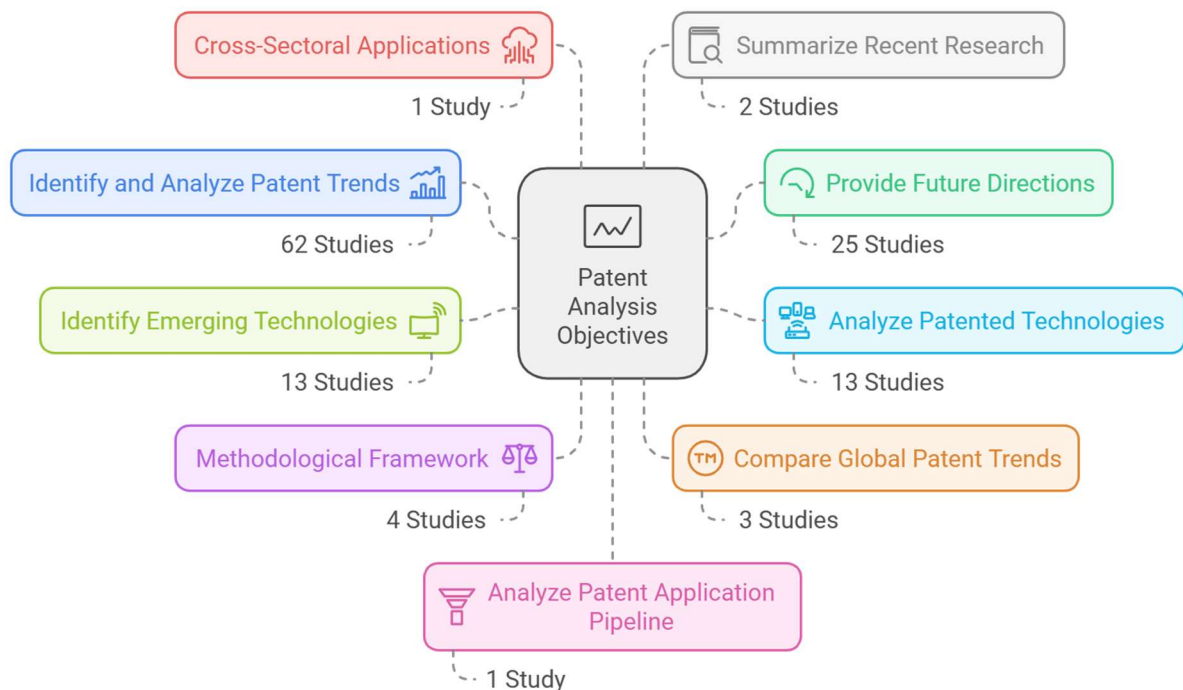 Cross-Sectoral Applications
1 Study
Summarize Recent Research
2 Studies
Identify and Analyze Patent Trends
62 Studies
Provide Future Directions
25 Studies
Patent
Analysis
Objectives
Identify Emerging Technologies
13 Studies
Analyze Patented Technologies
13 Studies
Methodological Framework
4 Studies
TM
Compare Global Patent Trends
3 Studies
Analyze Patent Application
Pipeline
1 Study